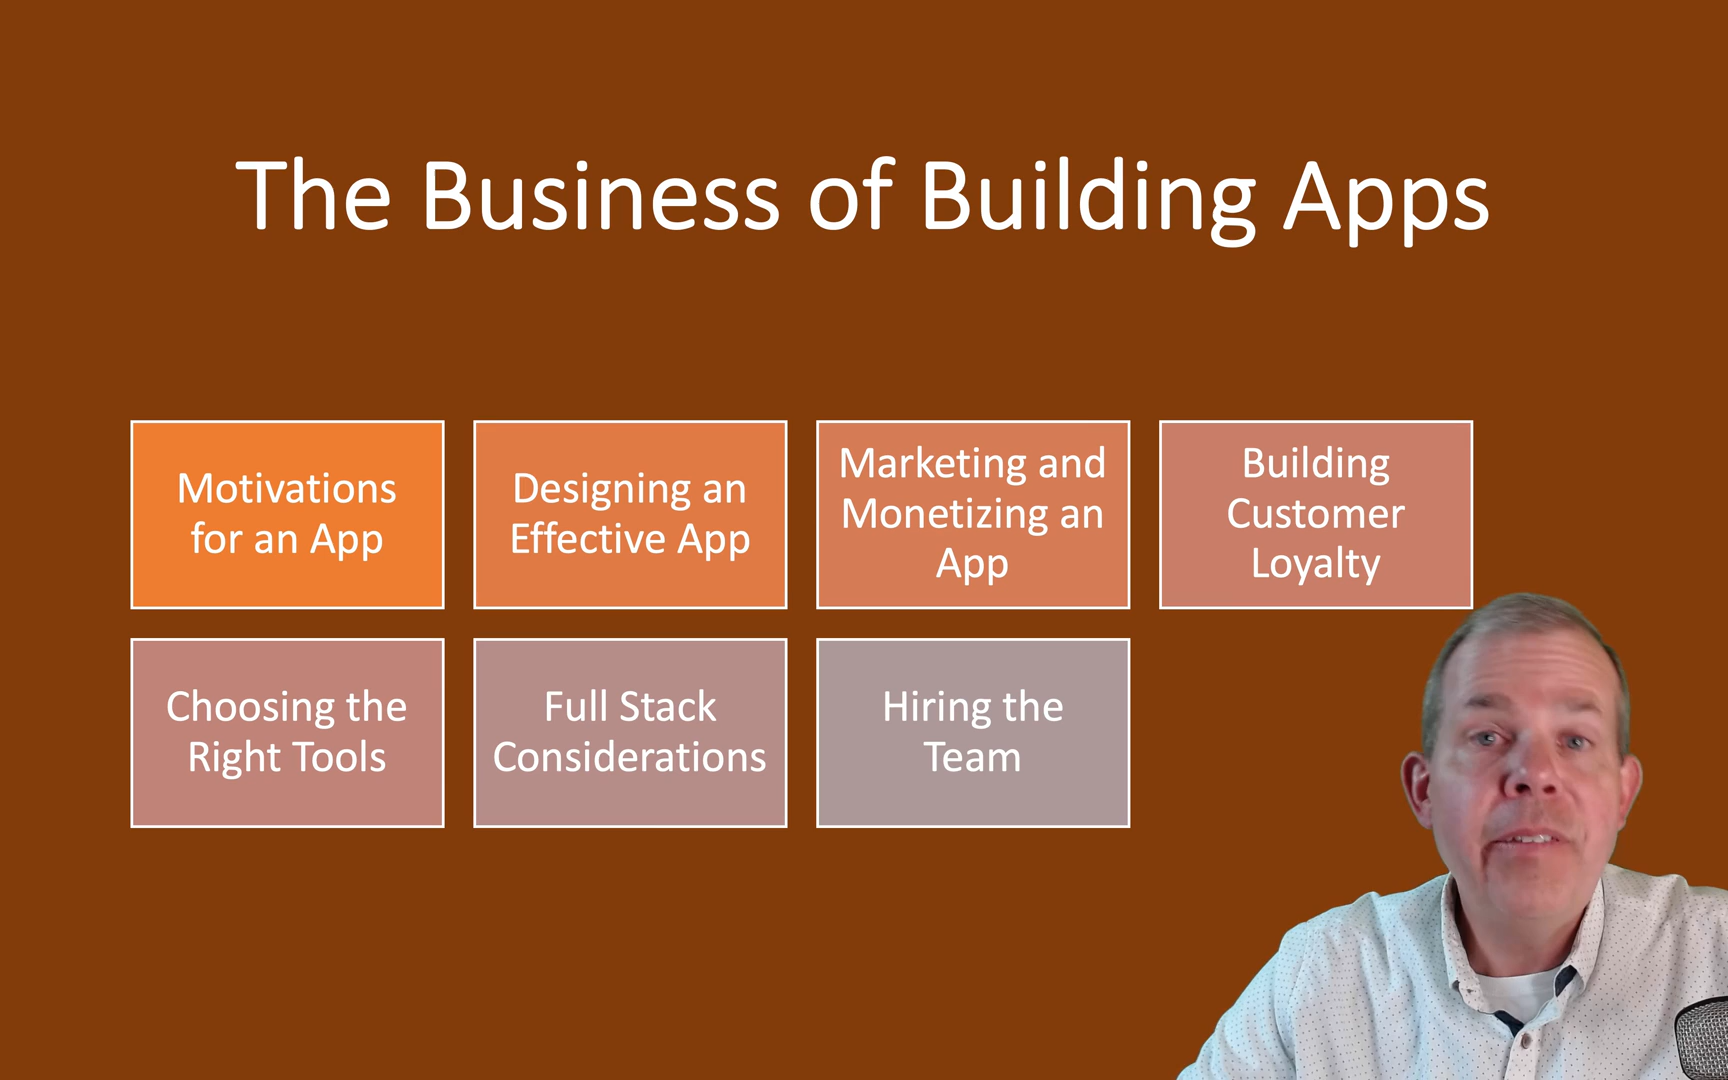 The Business of Building Apps
Motivations
for an App
Designing an
Effective App
Marketing and
Monetizing an
App
Building
Customer
Loyalty
Choosing the
Right Tools
Full Stack
Considerations
Hiring the
Team